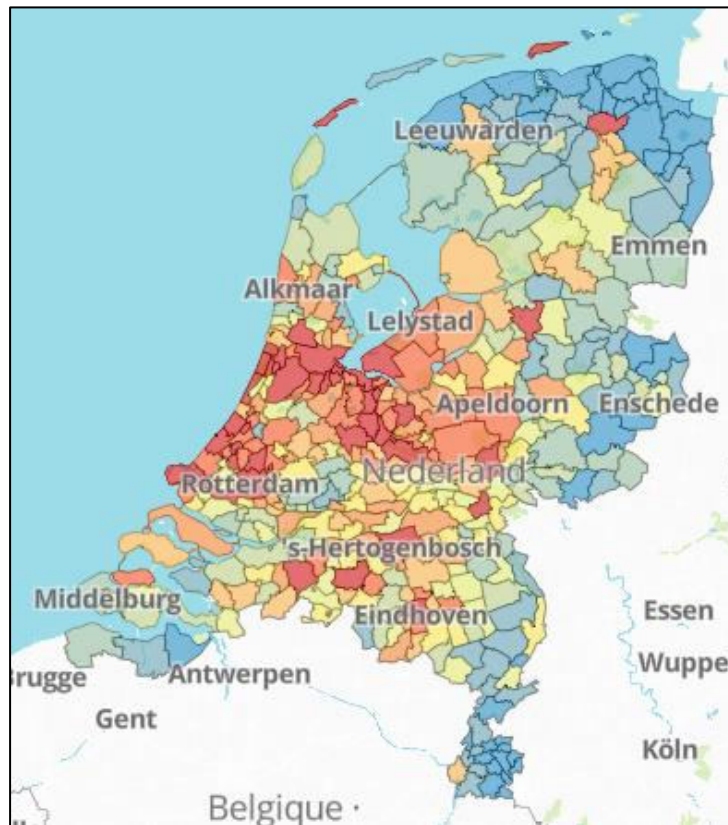 Leeuwarden
Emmen
Alkmaar
Lelystad
Apeldoorn
Enschede
Nederland
Rotterdam
's-Hertogenbosch
Middelburg
Eindhoven
Essen
Wuppe
Brugge
Antwerpen
Gent
Köln
Belgique